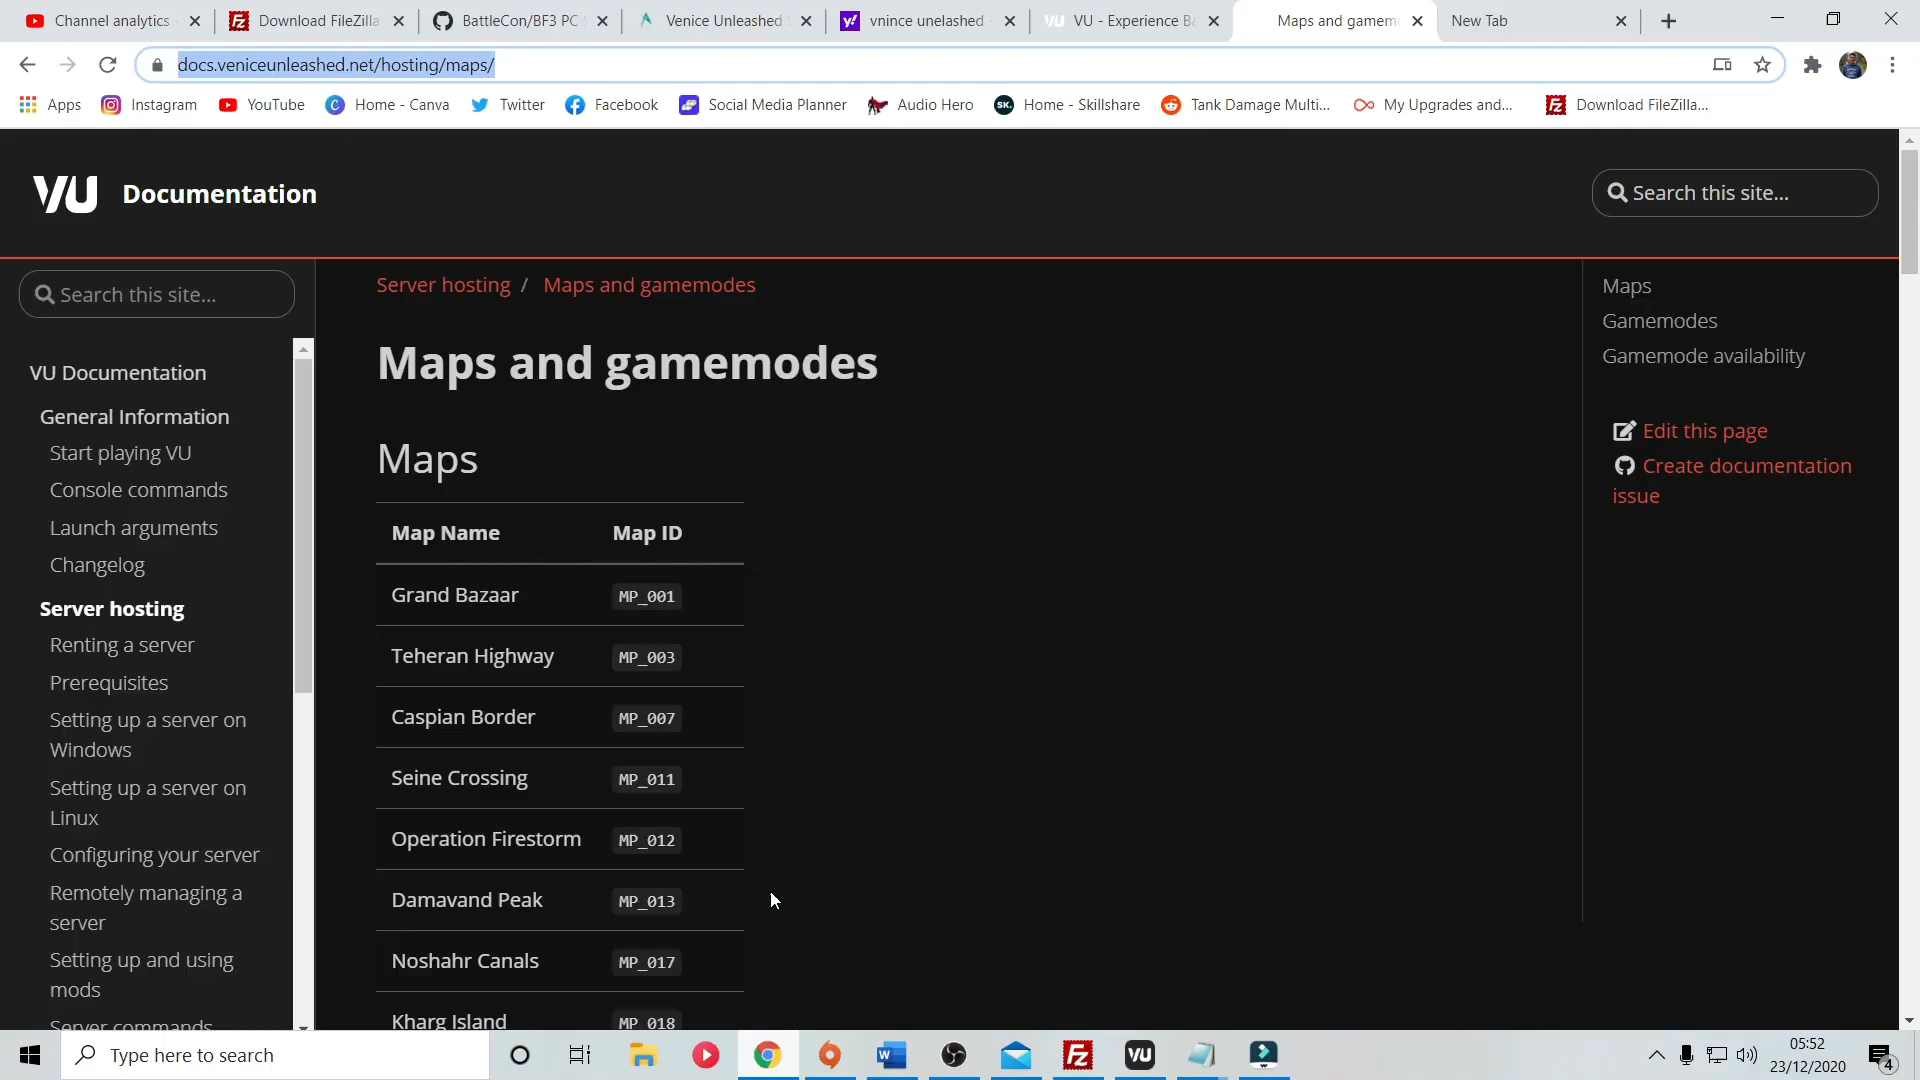 Channel analytics
Download FileZilla
BattleCon/BF3 PC
Venice Unleashed
y! vnince unelashed
VU VU - Experience Ba
Maps and gamem
New Tab
docs.veniceunleashed.net/hosting/maps/
Apps
Instagram
YouTube
Home - Canva
Twitter
Facebook
Social Media Planner
Audio Hero
SK. Home - Skillshare
Tank Damage Multi...
My Upgrades and...
Download FileZilla...
VU Documentation
Search this site...
Search this site...
VU Documentation
General Information
Start playing VU
Console commands
Launch arguments
Changelog
Server hosting
Renting a server
Prerequisites
Setting up a server on
Windows
Setting up a server on
Linux
Configuring your server
Remotely managing a
server
Setting up and using
mods
Server commands
Server hosting / Maps and gamemodes
Maps and gamemodes
Maps
Map Name Map ID
Grand Bazaar MP_001
Teheran Highway MP_003
Caspian Border MP_007
Seine Crossing MP_011
Operation Firestorm MP_012
Damavand Peak MP_013
Noshahr Canals MP_017
Kharg Island MP_018
Maps
Gamemodes
Gamemode availability
Edit this page
Create documentation
issue
Type here to search
W
Fz
VU
05:52
23/12/2020
4